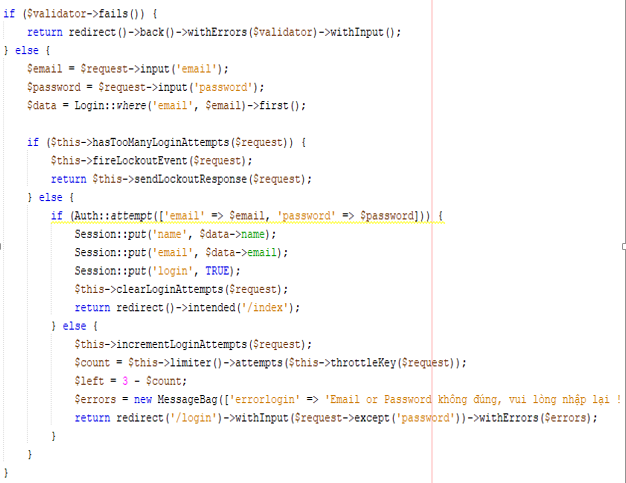 if ($validator->fails()) {
return redirect()->back()->withErrors($validator)->withInput();
} else {
$email = $request->input('email');
$password = $request->input('password');
$data = Login::where('email', $email)->first();
if ($this->hasTooManyLoginAttempts($request)) {
$this->fireLockoutEvent($request);
return $this->sendLockoutResponse($request);
} else {
if (Auth::attempt(['email' => $email, 'password' => $password])) {
Session::put('name', $data->name);
Session::put('email', $data->email);
Session::put('login', TRUE);
$this->clearLoginAttempts($request);
return redirect()->intended('/index');
} else {
$this->incrementLoginAttempts($request);
$count = $this->limiter()->attempts($this->throttleKey($request));
$left = 3 - $count;
$errors = new MessageBag(['errorlogin' => 'Email or Password không đúng, vui lòng nhập lại !
return redirect('/login')->withInput($request->except('password'))->withErrors($errors);
}
}
}